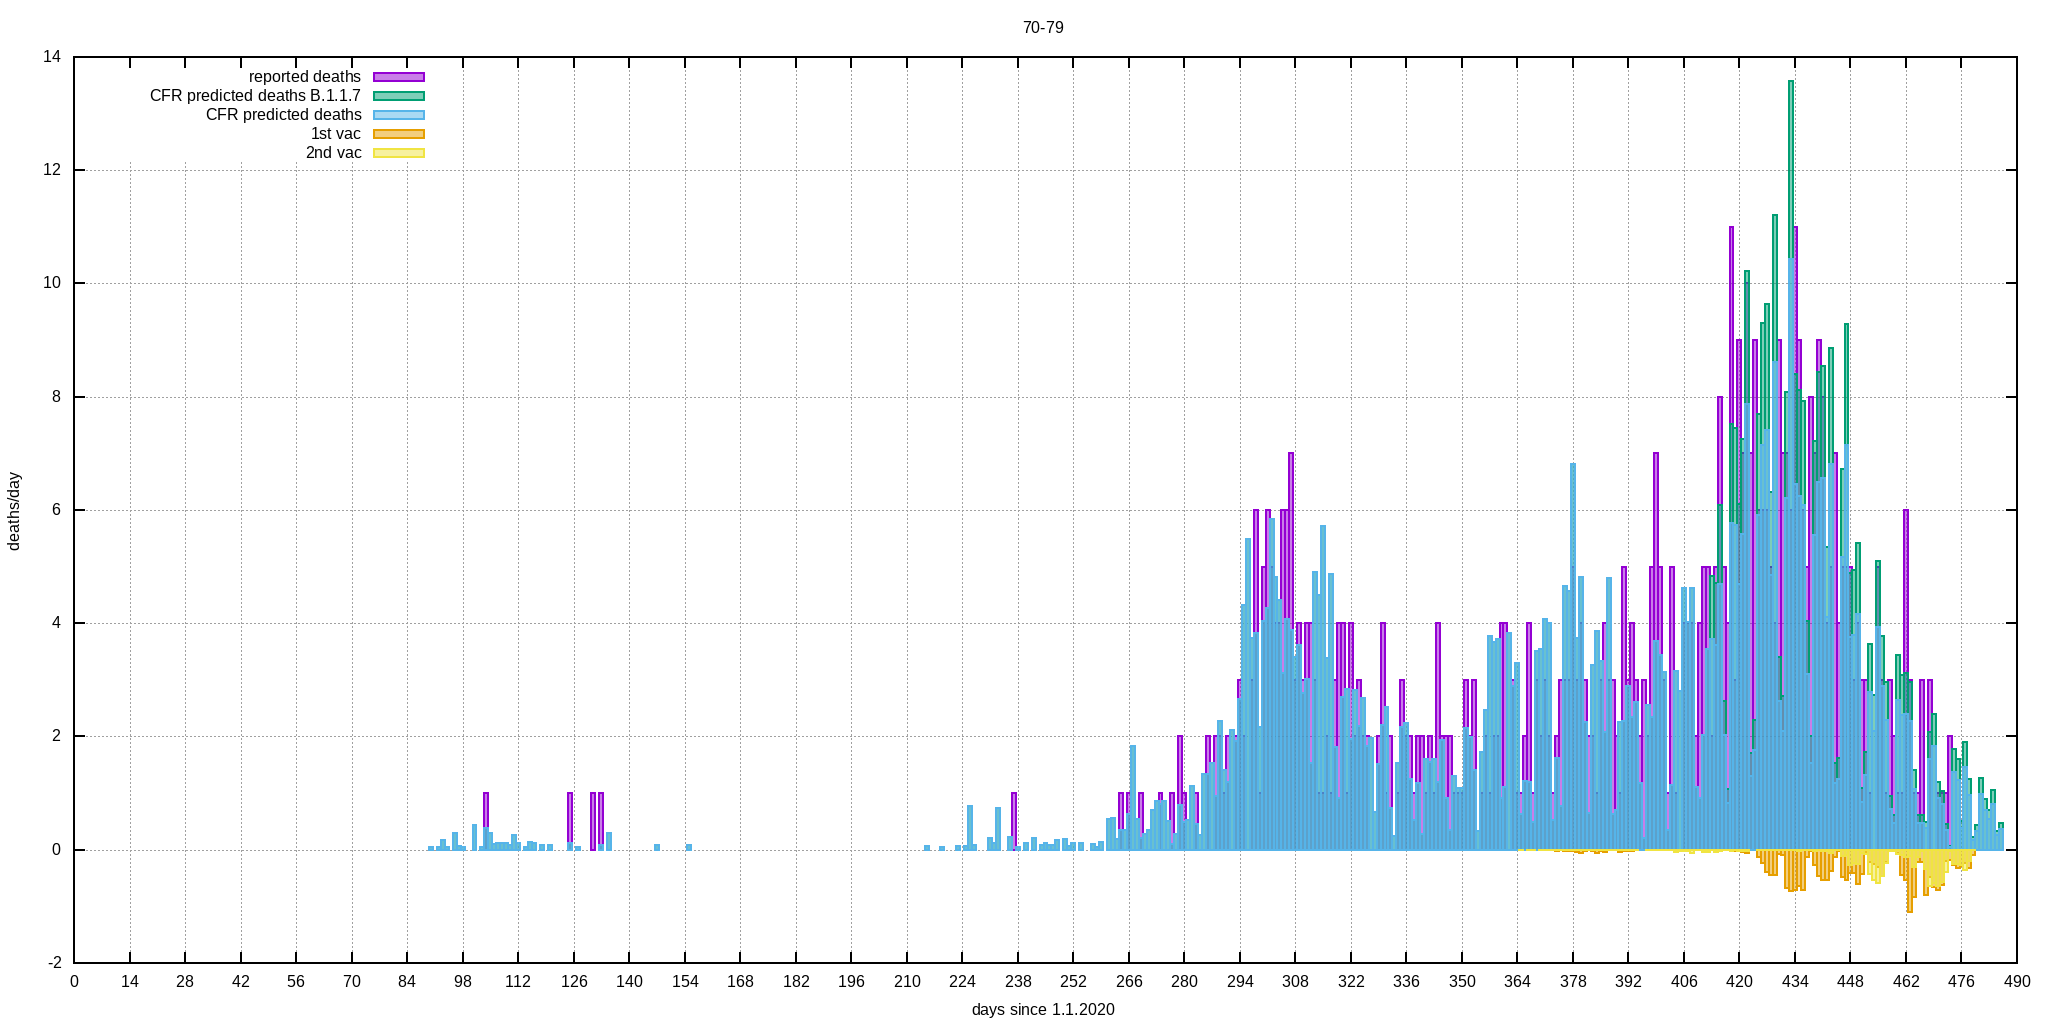 70-79
14
12
10
8
6
4
2
0
-2
deaths/day
reported deaths
CFR predicted deaths B.1.1.7
CFR predicted deaths
1st vac
2nd vac
0 14 28 42 56 70 84 98 112 126 140 154 168 182 196 210 224 238 252 266 280 294 308 322 336 350 364 378 392 406 420 434 448 462 476 490
days since 1.1.2020